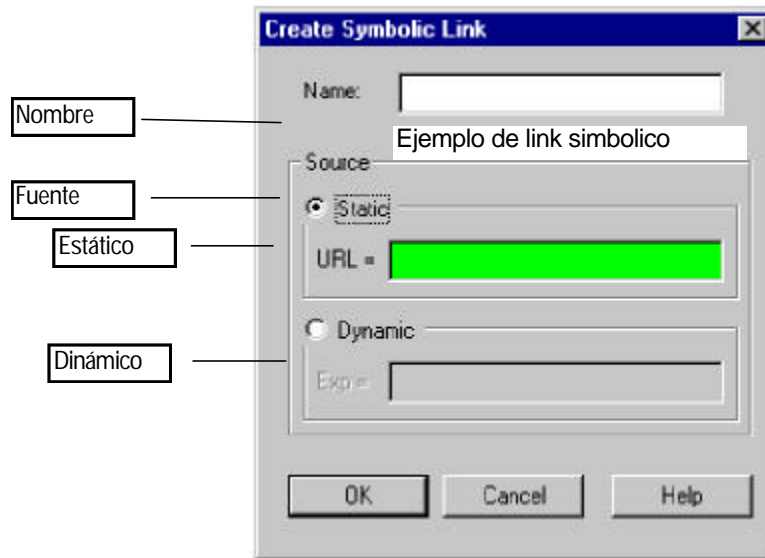 Create Symbolic Link
Name:
Nombre
Ejemplo de link simbolico
Source
Fuente
Static
Estático
URL =
Dynamic
Dinámico
Exp =
OK
Cancel
Help